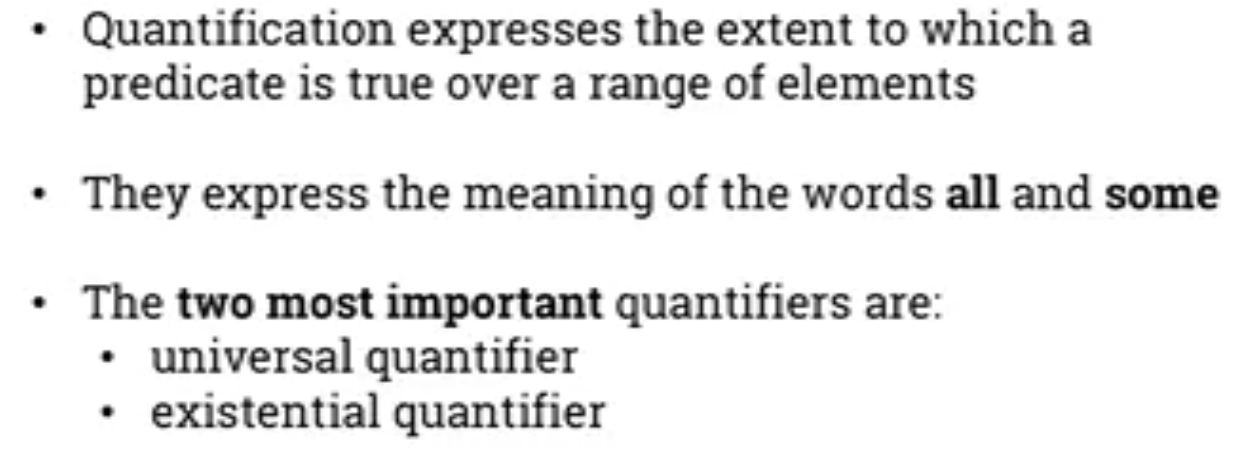 • Quantification expresses the extent to which a
predicate is true over a range of elements
• They express the meaning of the words all and some
• The two most important quantifiers are:
• universal quantifier
• existential quantifier